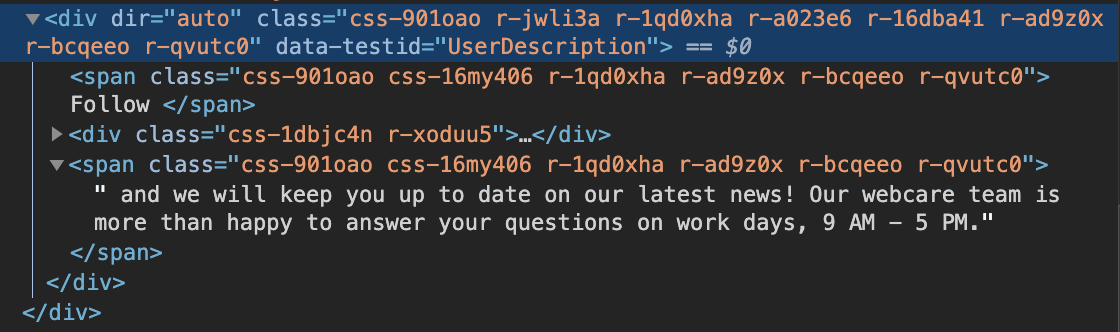 ▼<div dir="auto" class="css-901oao r-jwli3a r-1qd0xha r-a023e6 r-16dba41 r-ad9z0x
r-bcqeeo r-qvutc0" data-testid="UserDescription"> == $0
<span class="css-901oao css-16my406 r-1qd0xha r-ad9z0x r-bcqeeo r-qvutc0">
Follow </span>
▶<div class="css-1dbjc4n r-xoduu5">…</div>
▼<span class="css-901oao css-16my406 r-1qd0xha r-ad9z0x r-bcqeeo r-qvutc0">
" and we will keep you up to date on our latest news! Our webcare team is
more than happy to answer your questions on work days, 9 AM – 5 PM."
</span>
</div>
</div>